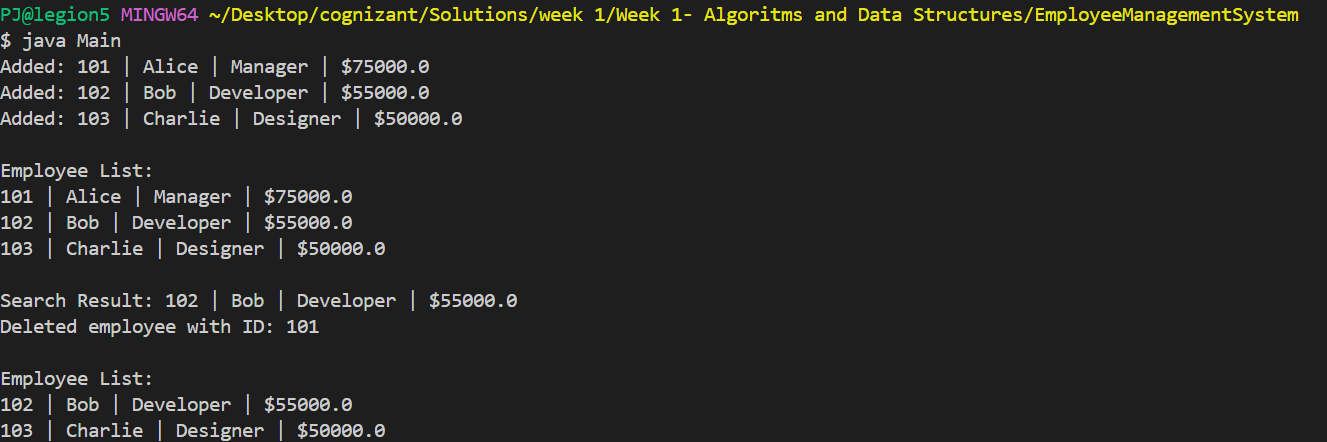 PJ@legion5 MINGW64 ~/Desktop/cognizant/Solutions/week 1/Week 1- Algoritms and Data Structures/EmployeeManagementSystem
$ java Main
Added: 101 | Alice | Manager | $75000.0
Added: 102 | Bob | Developer | $55000.0
Added: 103 | Charlie | Designer | $50000.0

Employee List:
101 | Alice | Manager | $75000.0
102 | Bob | Developer | $55000.0
103 | Charlie | Designer | $50000.0

Search Result: 102 | Bob | Developer | $55000.0
Deleted employee with ID: 101

Employee List:
102 | Bob | Developer | $55000.0
103 | Charlie | Designer | $50000.0